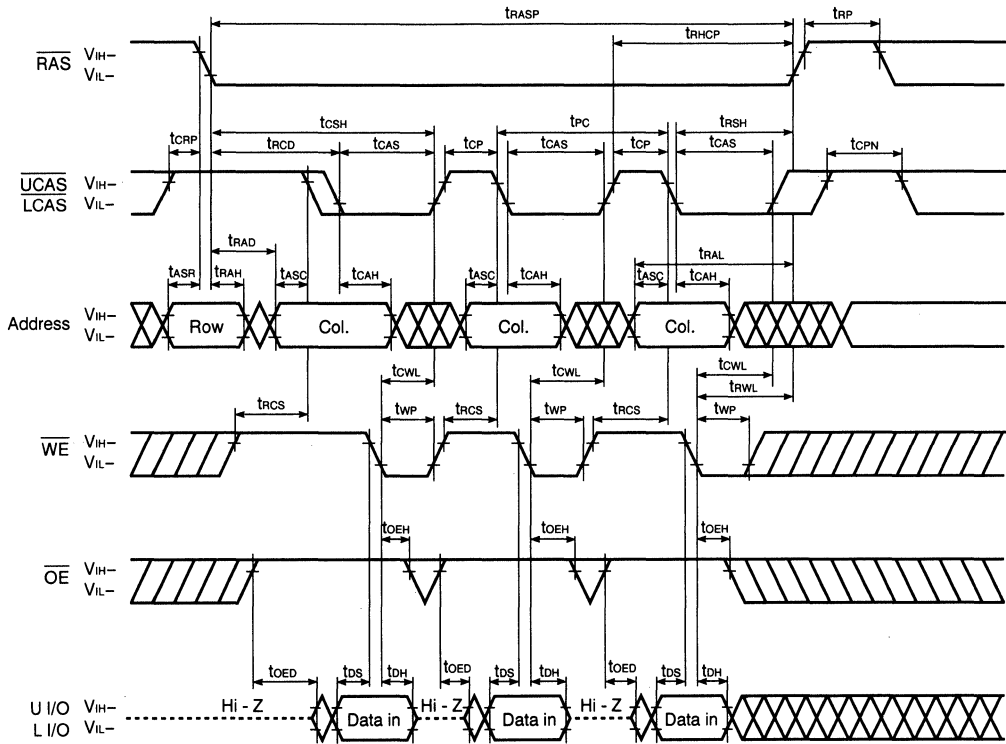 tRASP tRP
tRHCP
RAS VIH–
VIL–
tCSH tPC tRSH
tCRP tRCD tCAS tCP tCAS tCP tCAS tCPN
UCAS VIH–
LCAS VIL–
tRAD tRAL
tASR tRAH tASC tCAH tASC tCAH tASC tCAH
Address VIH–
VIL–
Row Col. Col. Col.
tCWL tCWL tCWL
tRWL
tRCS tWP tRCS tWP tRCS tWP
WE VIH–
VIL–
tOEH tOEH tOEH
OE VIH–
VIL–
tOED tDS tDH tOED tDS tDH tOED tDS tDH
U I/O VIH–
L I/O VIL–
Hi - Z Data in Hi - Z Data in Hi - Z Data in